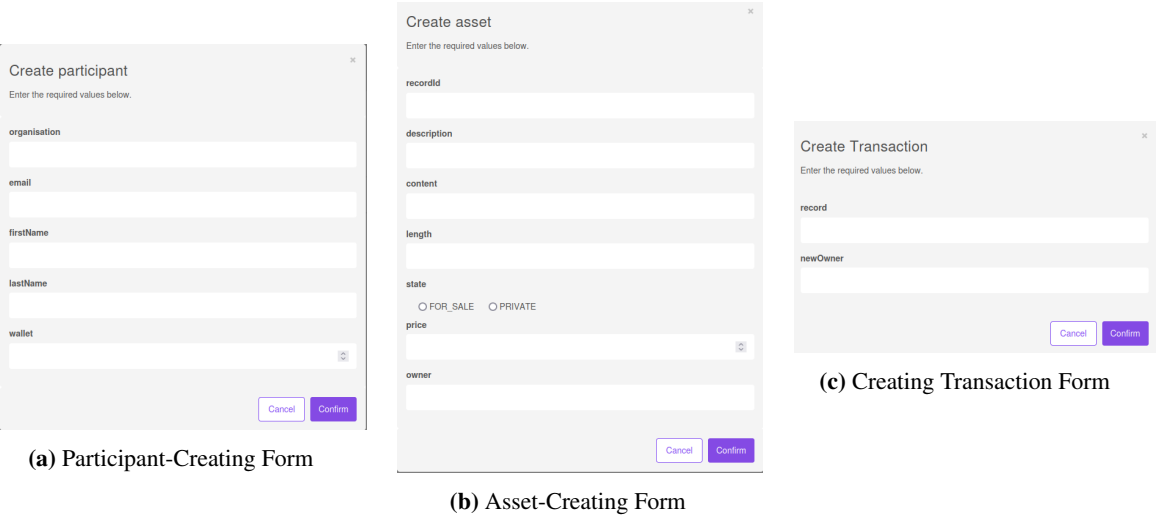 Create participant
×
Enter the required values below.
organisation
email
firstName
lastName
wallet
Cancel Confirm
(a) Participant-Creating Form
Create asset
×
Enter the required values below.
recordId
description
content
length
state
FOR_SALE PRIVATE
price
owner
Cancel Confirm
(b) Asset-Creating Form
Create Transaction
×
Enter the required values below.
record
newOwner
Cancel Confirm
(c) Creating Transaction Form